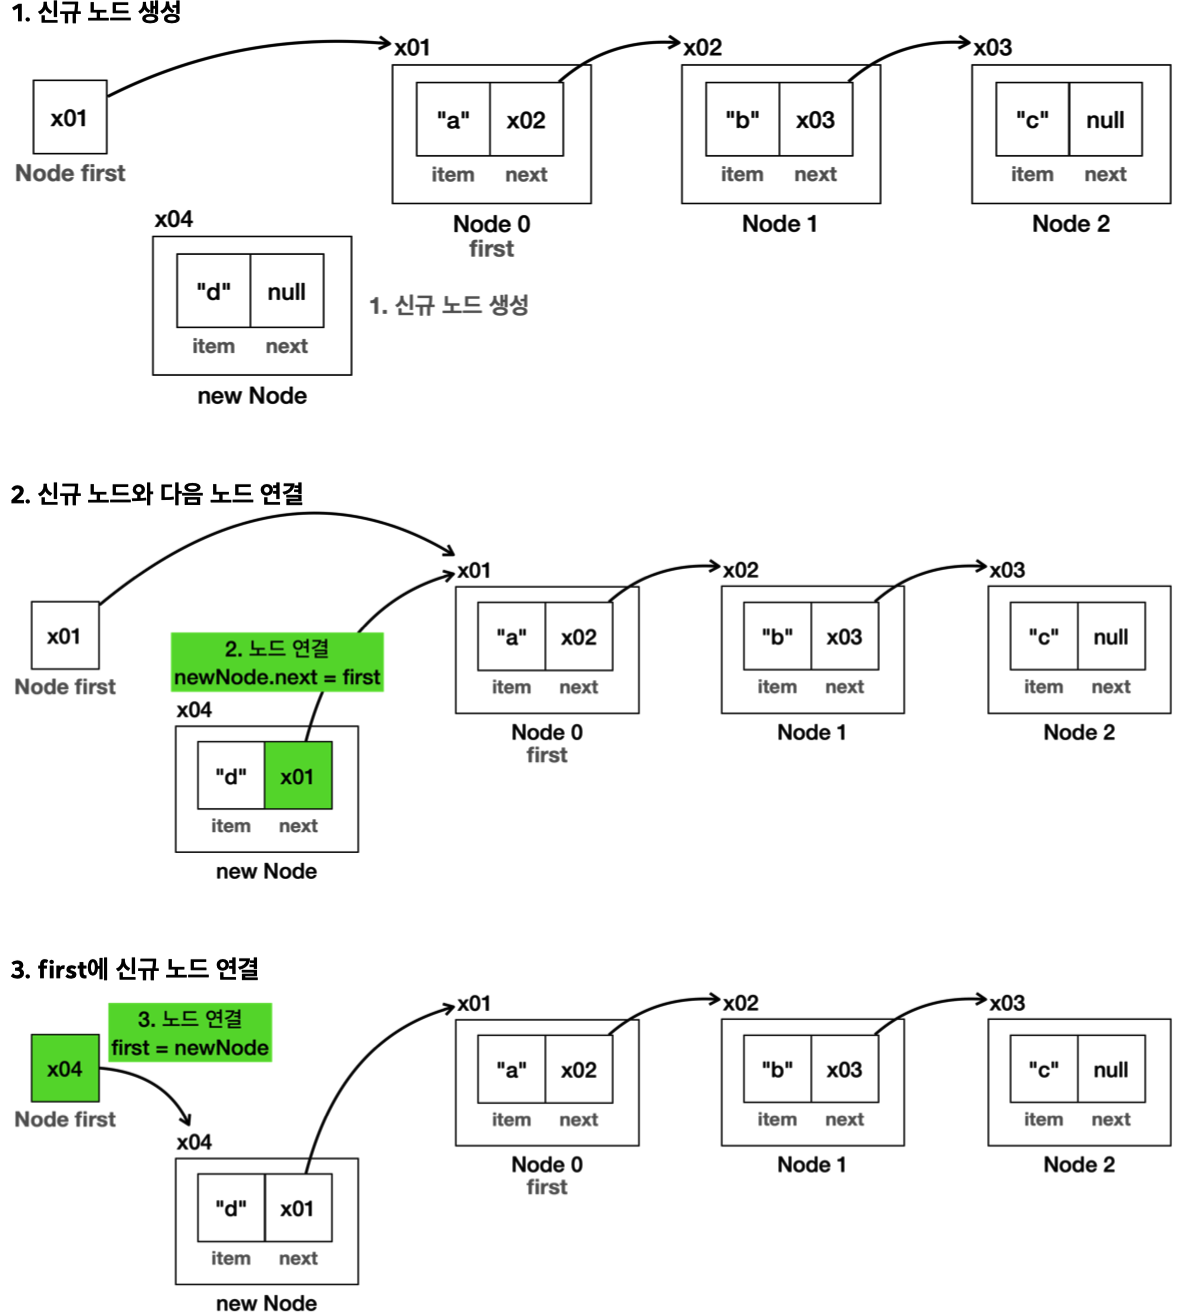 1. 신규 노드 생성
x01 x02 x03
x01 "a" x02 "b" x03 "c" null
Node first item next item next item next
x04 Node 0 Node 1 Node 2
first
"d" null 1. 신규 노드 생성
item next
new Node
2. 신규 노드와 다음 노드 연결
x01 x02 x03
x01 "a" x02 "b" x03 "c" null
2. 노드 연결
newNode.next = first
Node first item next item next item next
x04 Node 0 Node 1 Node 2
first
"d" x01
item next
new Node
3. first에 신규 노드 연결
x01 x02 x03
3. 노드 연결
first = newNode
x04 "a" x02 "b" x03 "c" null
Node first item next item next item next
x04 Node 0 Node 1 Node 2
first
"d" x01
item next
new Node